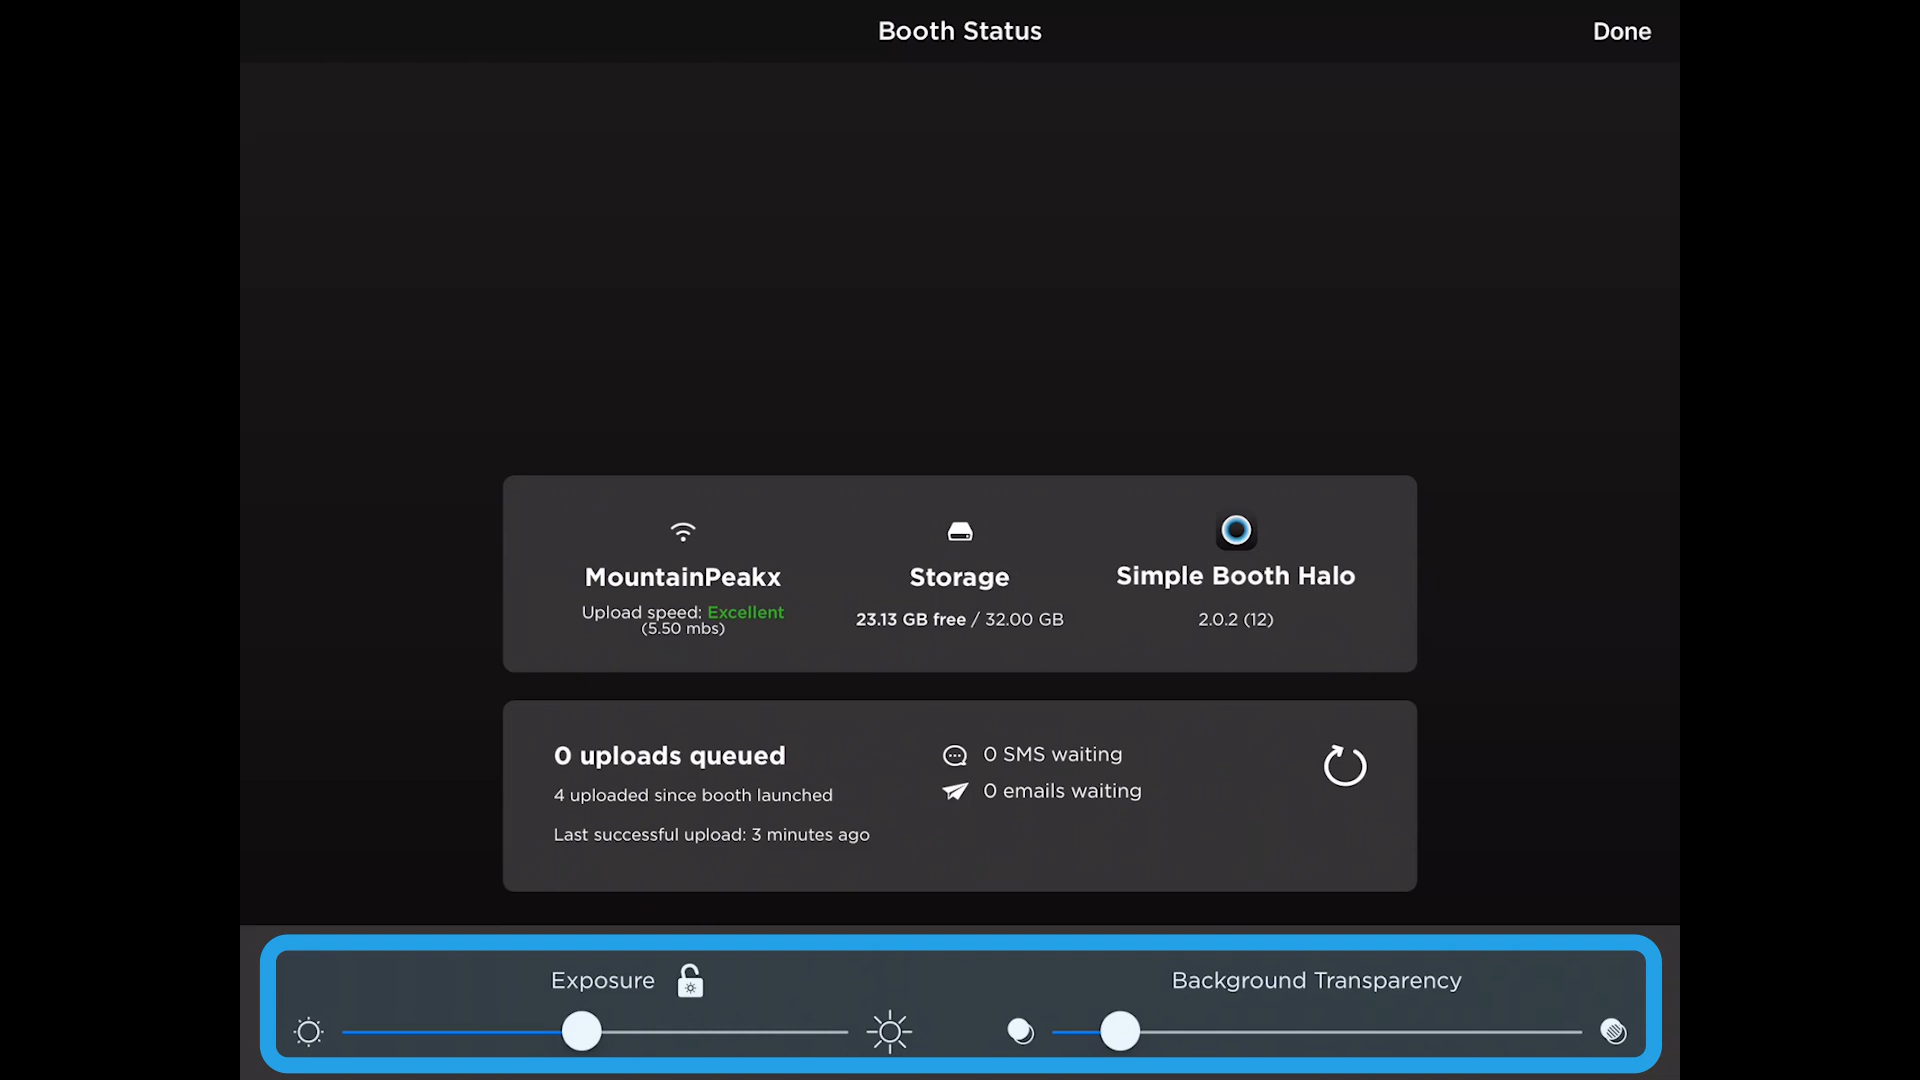 Booth Status
Done
MountainPeakx
Upload speed: Excellent
(5.50 mbs)
Storage
23.13 GB free / 32.00 GB
Simple Booth Halo
2.0.2 (12)
0 uploads queued
4 uploaded since booth launched
Last successful upload: 3 minutes ago
0 SMS waiting
0 emails waiting
Exposure
Background Transparency